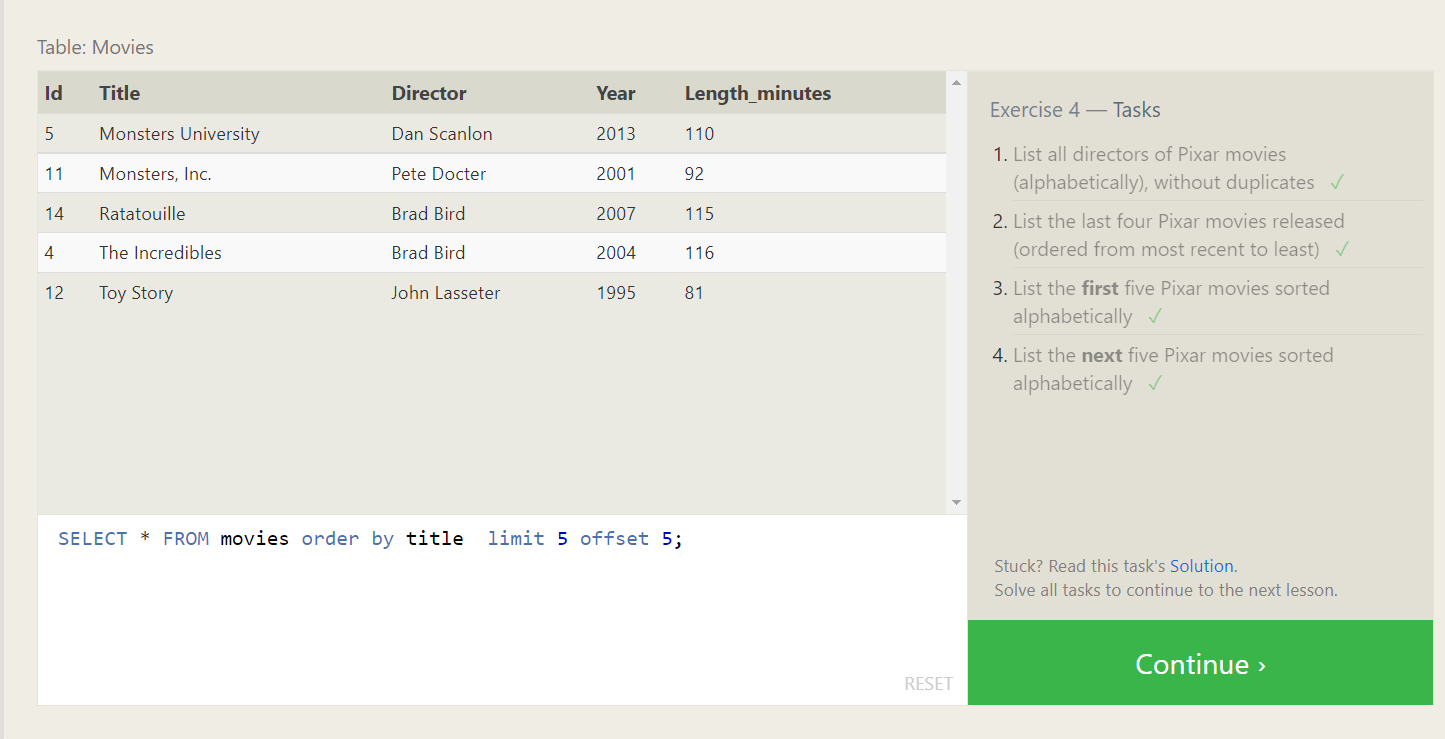 Table: Movies
Id Title Director Year Length_minutes
5 Monsters University Dan Scanlon 2013 110
11 Monsters, Inc. Pete Docter 2001 92
14 Ratatouille Brad Bird 2007 115
4 The Incredibles Brad Bird 2004 116
12 Toy Story John Lasseter 1995 81
SELECT * FROM movies order by title  limit 5 offset 5;
RESET
Exercise 4 — Tasks
1. List all directors of Pixar movies
(alphabetically), without duplicates ✓
2. List the last four Pixar movies released
(ordered from most recent to least) ✓
3. List the first five Pixar movies sorted
alphabetically ✓
4. List the next five Pixar movies sorted
alphabetically ✓
Stuck? Read this task's Solution.
Solve all tasks to continue to the next lesson.
Continue ›